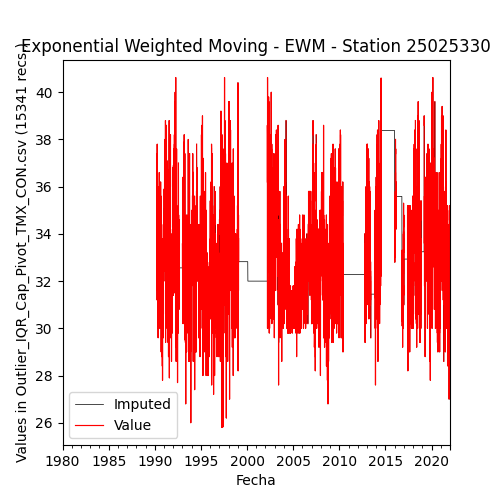 Exponential Weighted Moving - EWM - Station 25025330
Values in Outlier_IQR_Cap_Pivot_TMX_CON.csv (15341 recs.)
40
38
36
34
32
30
28
26
Imputed
Value
1980 1985 1990 1995 2000 2005 2010 2015 2020
Fecha